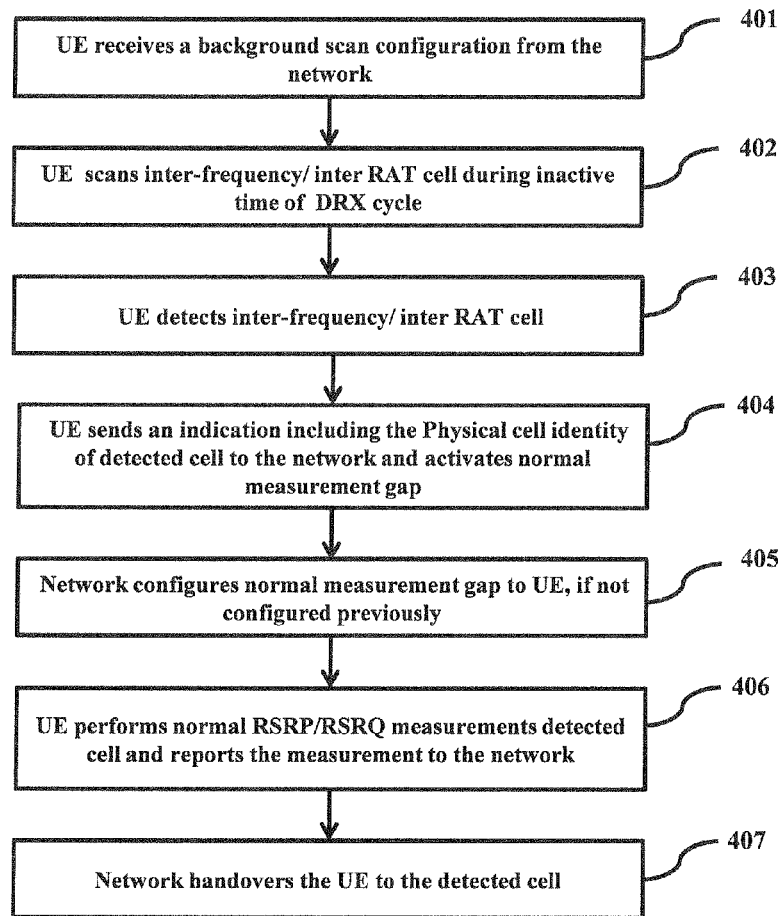 401
UE receives a background scan configuration from the
network
402
UE scans inter-frequency/ inter RAT cell during inactive
time of DRX cycle
403
UE detects inter-frequency/ inter RAT cell
404
UE sends an indication including the Physical cell identity
of detected cell to the network and activates normal
measurement gap
405
Network configures normal measurement gap to UE, if not
configured previously
406
UE performs normal RSRP/RSRQ measurements detected
cell and reports the measurement to the network
407
Network handovers the UE to the detected cell